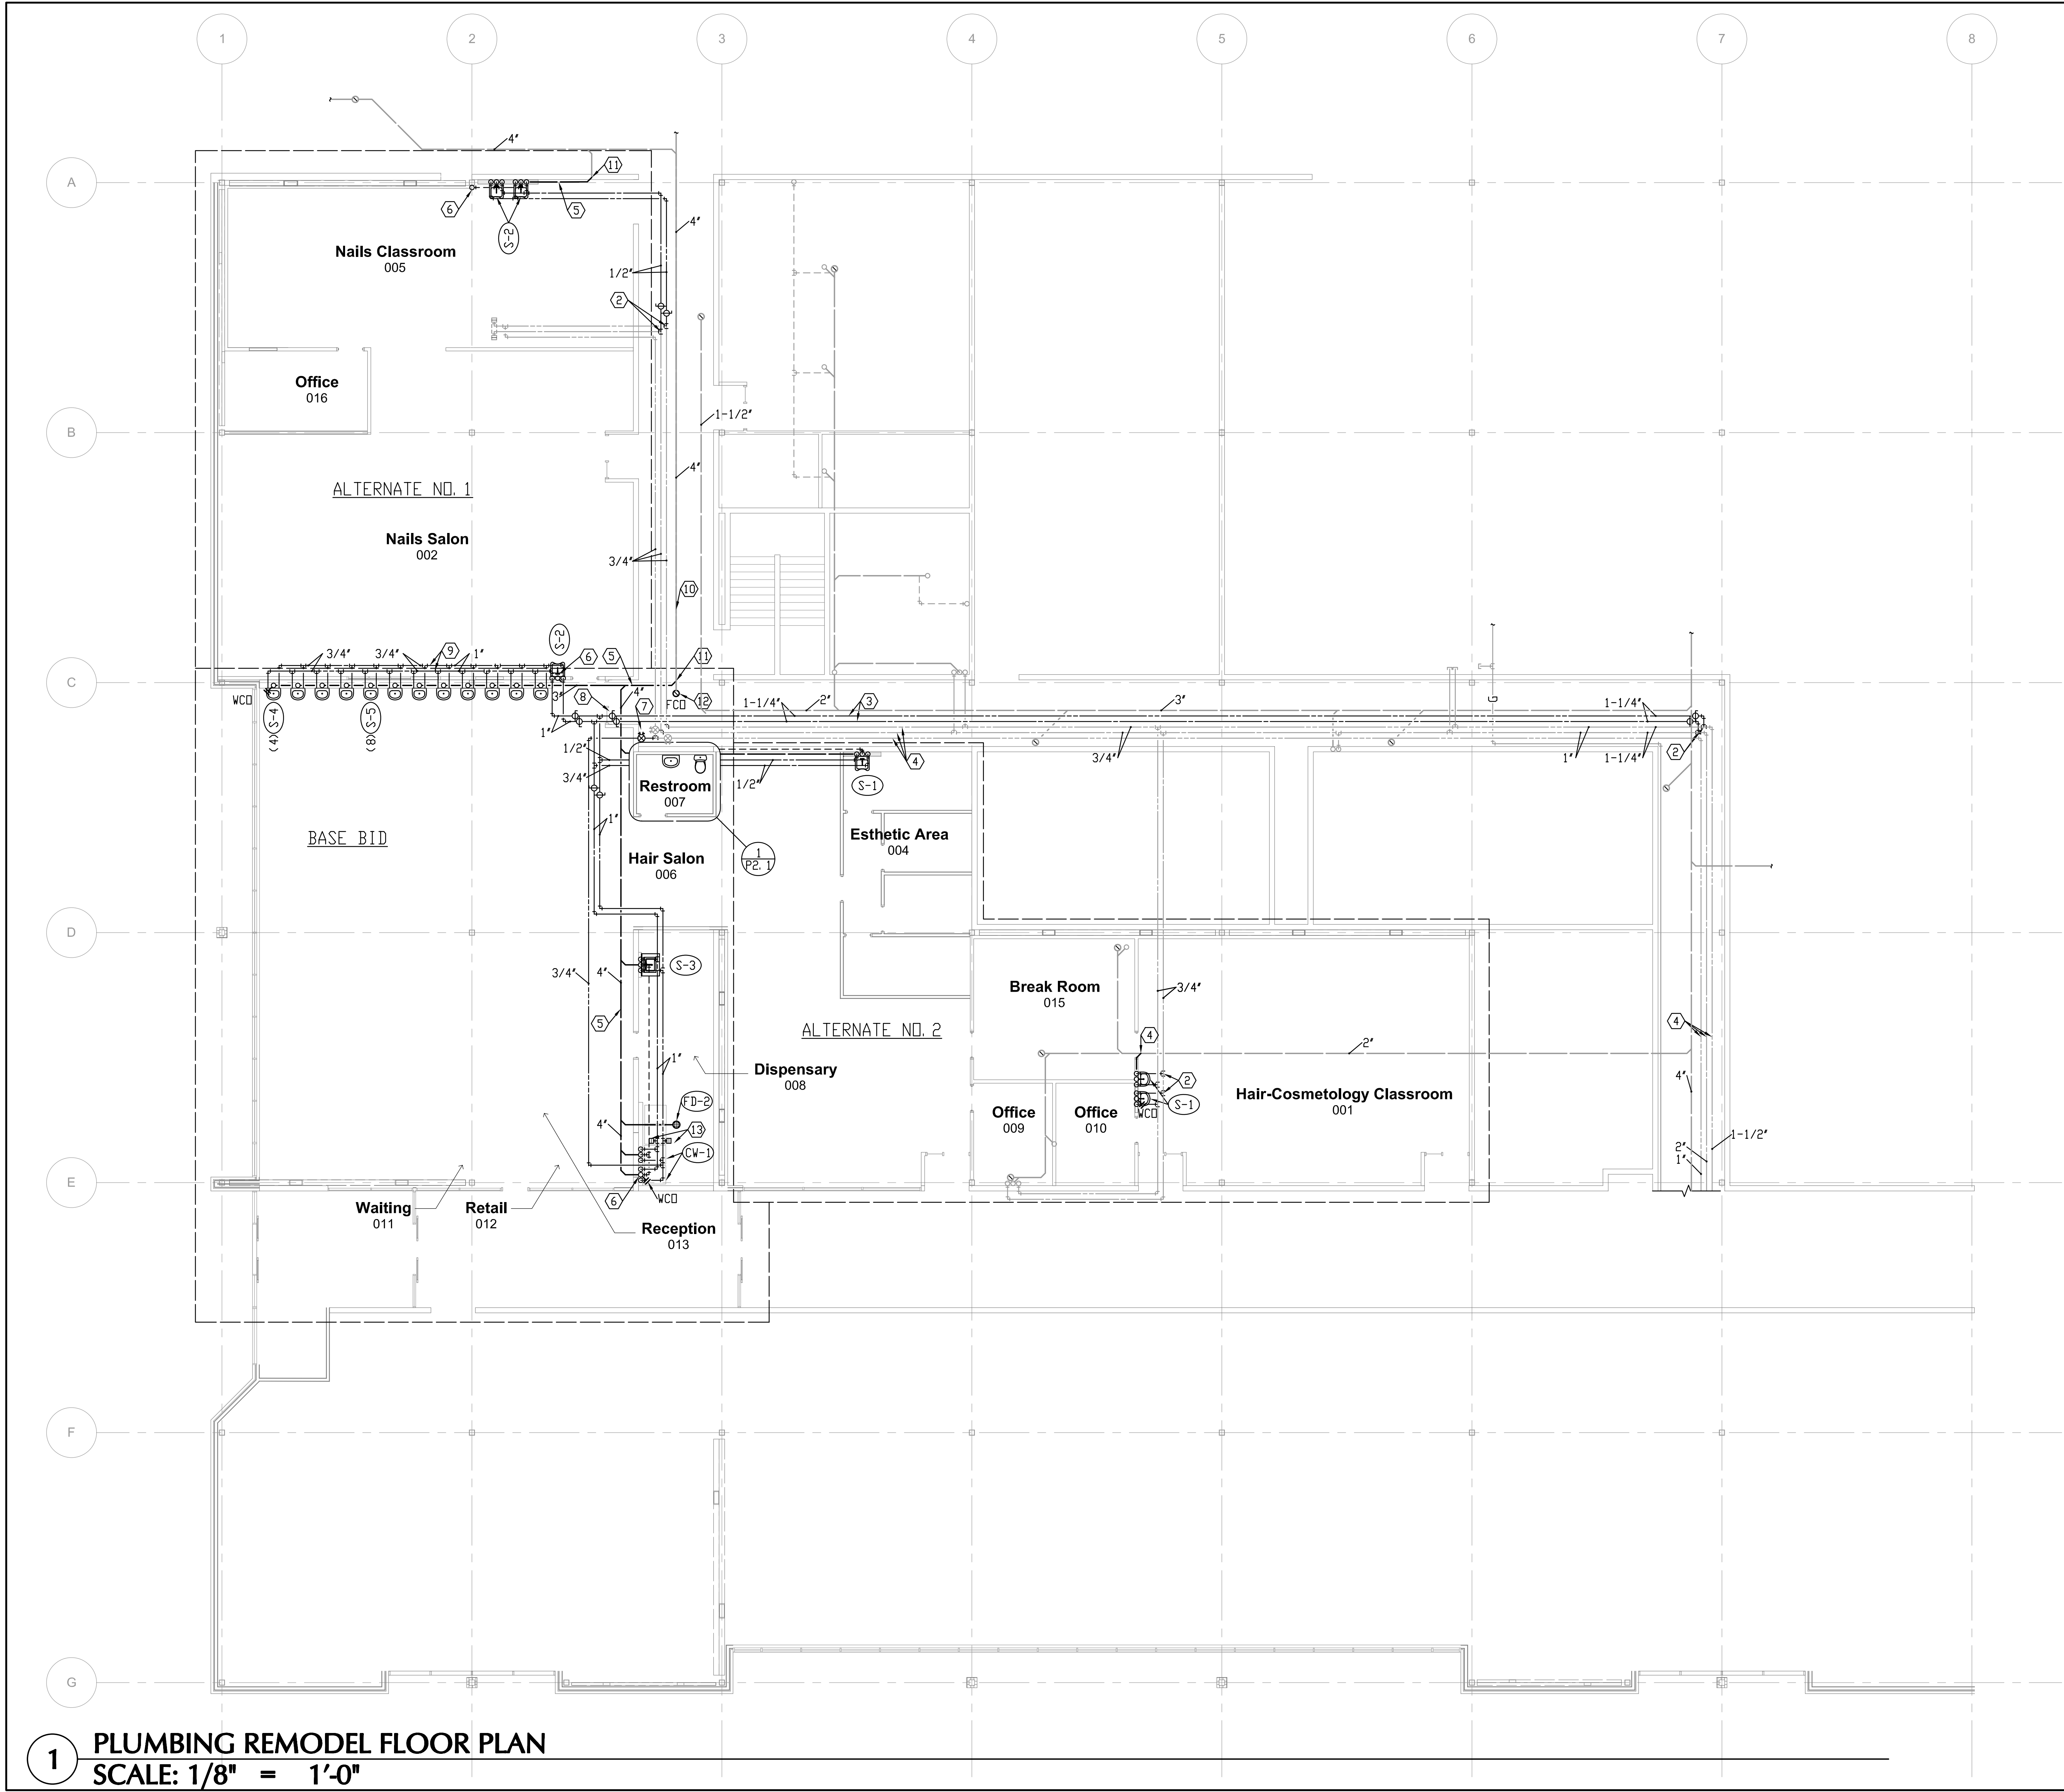 1
2
3
4
5
6
7
8
4"
11
A
6
5
S-2
4"
Nails Classroom
005
1/2"
2
Office
016
1-1/2"
B
4"
ALTERNATE NO. 1
Nails Salon
002
3/4"
10
S-2
3/4"
3/4"
9
1"
6
5
11
C
WCO
3"
4"
8
FCO
12
7
(4)S-4
(8)S-5
1"
1-1/4"
2"
3
3"
1-1/4"
G
1/2"
3/4"
4
3/4"
1"
1-1/4"
2
Restroom
007
1/2"
S-1
1"
BASE BID
Esthetic Area
004
Hair Salon
006
1
P2.1
D
3/4"
4"
S-3
Break Room
015
3/4"
5
ALTERNATE NO. 2
4
4
2"
1"
Dispensary
008
4"
2
FD-2
S-1
WCO
Hair-Cosmetology Classroom
001
Office
009
Office
010
4"
13
CW-1
1-1/2"
2"
1"
E
6
WCO
Waiting
011
Retail
012
Reception
013
F
G
1
PLUMBING REMODEL FLOOR PLAN
SCALE: 1/8" = 1'-0"